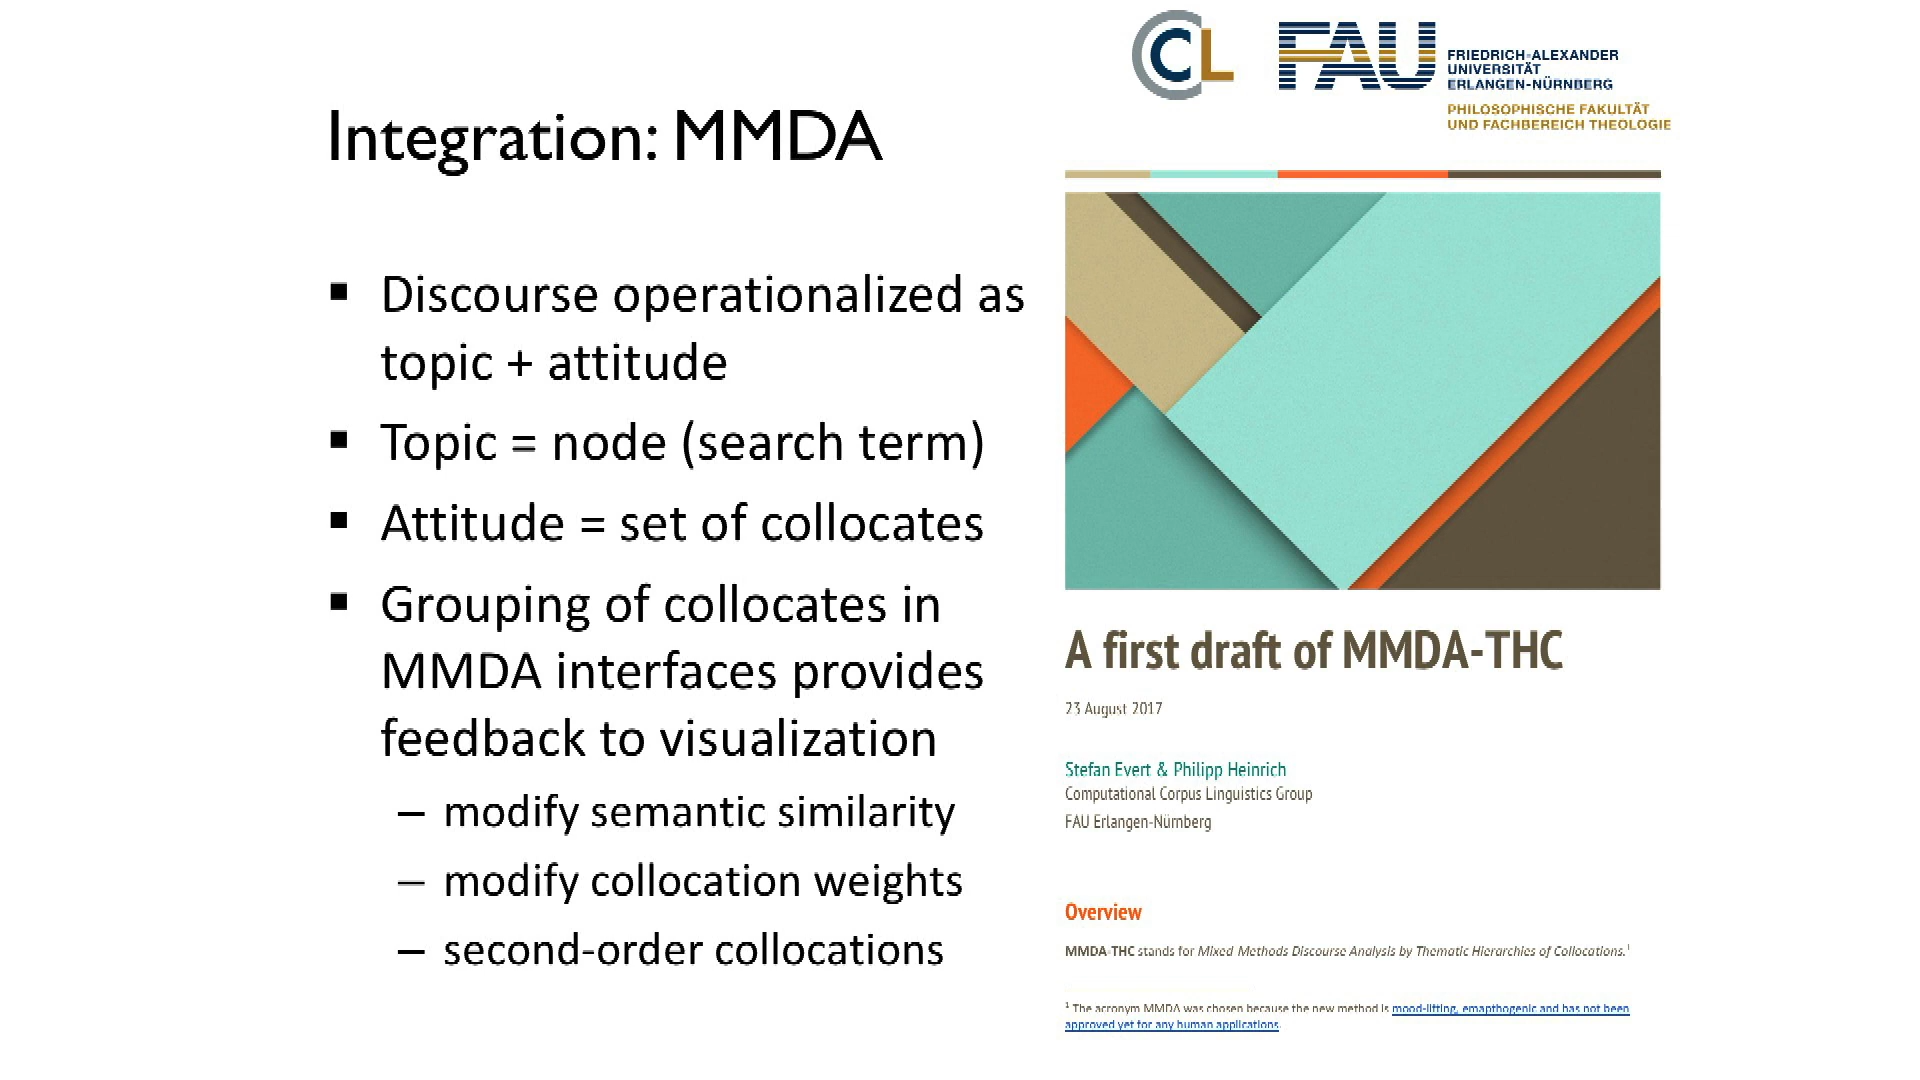 CL
FAU
FRIEDRICH-ALEXANDER
UNIVERSITÄT
ERLANGEN-NÜRNBERG
PHILOSOPHISCHE FAKULTÄT
UND FACHBEREICH THEOLOGIE
Integration: MMDA
▪ Discourse operationalized as
topic + attitude
▪ Topic = node (search term)
▪ Attitude = set of collocates
▪ Grouping of collocates in
MMDA interfaces provides
feedback to visualization
– modify semantic similarity
– modify collocation weights
– second-order collocations
A first draft of MMDA-THC
23 August 2017
Stefan Evert & Philipp Heinrich
Computational Corpus Linguistics Group
FAU Erlangen-Nürnberg
Overview
MMDA-THC stands for Mixed Methods Discourse Analysis by Thematic Hierarchies of Collocations.¹
¹ The acronym MMDA was chosen because the new method is mood-lifting, emapthogenic and has not been
approved yet for any human applications.